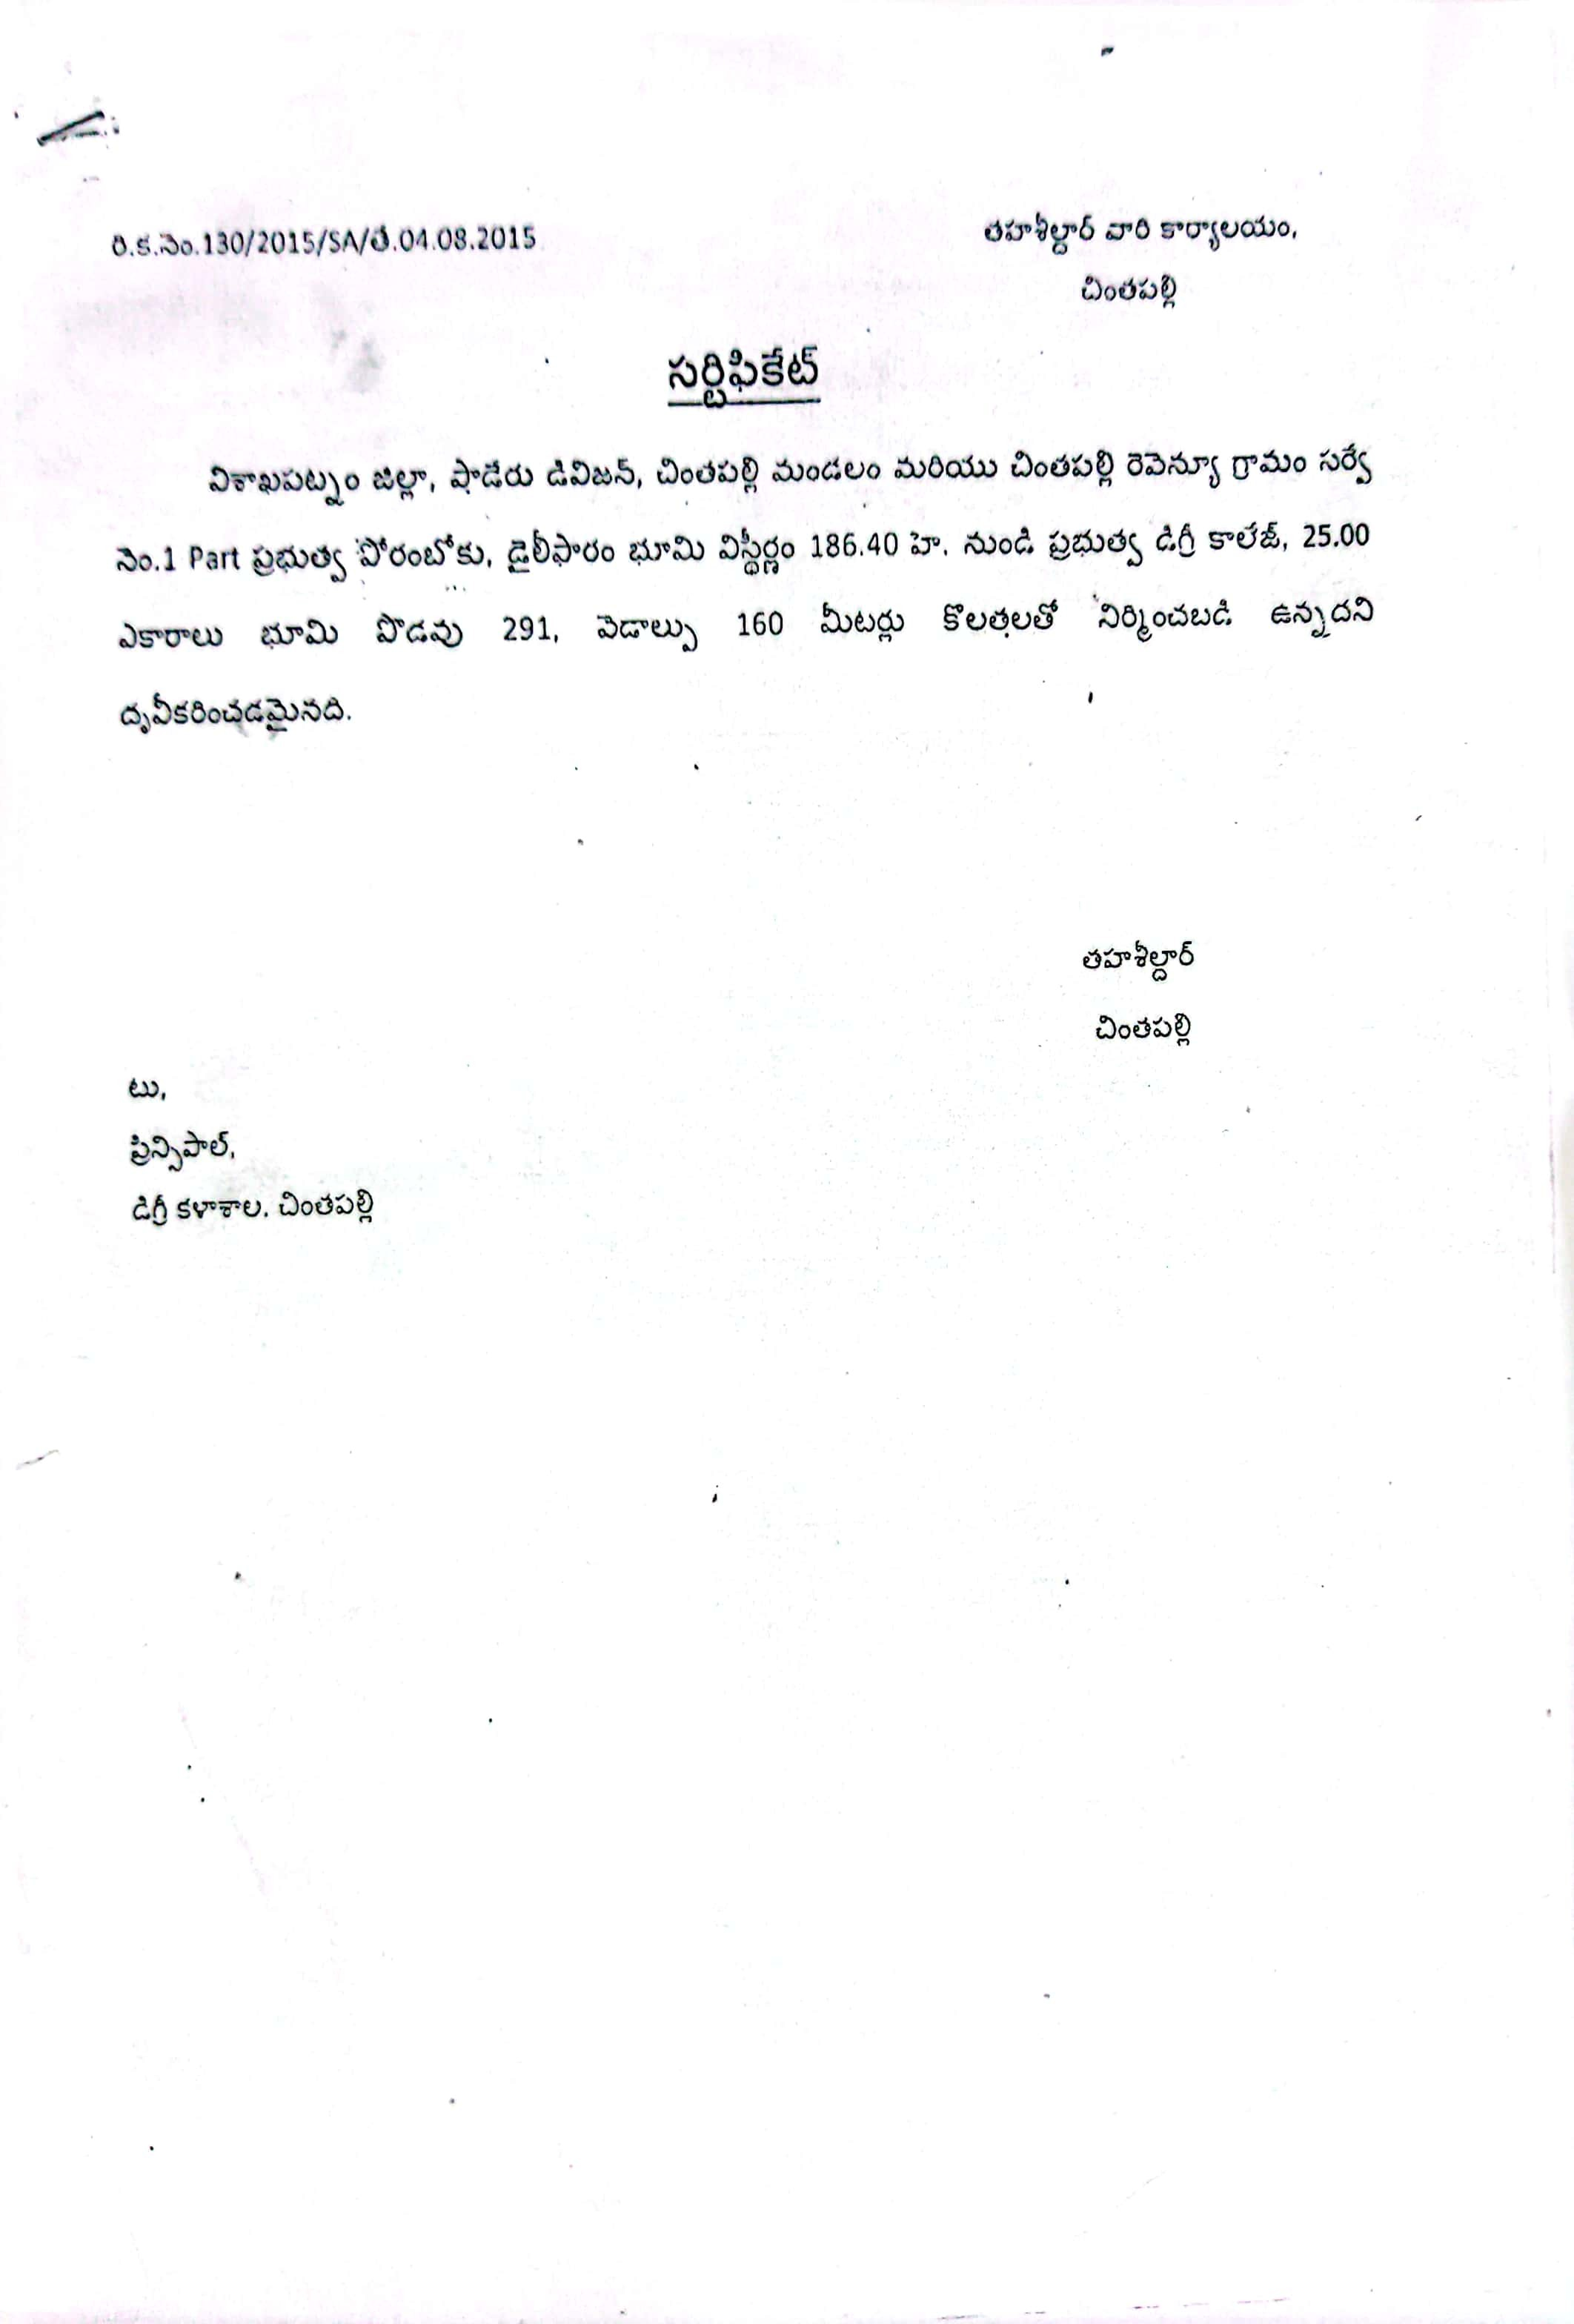 రి.క.నెం.130/2015/SA/తే.04.08.2015
తహశీల్దార్ వారి కార్యాలయం,
చింతపల్లి
సర్టిఫికేట్
విశాఖపట్నం జిల్లా, పాడేరు డివిజన్, చింతపల్లి మండలం మరియు చింతపల్లి రెవెన్యూ గ్రామం సర్వే
నెం.1 Part ప్రభుత్వ పోరంబోకు, డైలీఫారం భూమి విస్తీర్ణం 186.40 హె. నుండి ప్రభుత్వ డిగ్రీ కాలేజ్, 25.00
ఎకారాలు భూమి పొడవు 291, వెడాల్పు 160 మీటర్లు కొలతలతో నిర్మించబడి ఉన్నదని
దృవీకరించడమైనది.
తహశీల్దార్
చింతపల్లి
టు,
ప్రిన్సిపాల్,
డిగ్రీ కళాశాల, చింతపల్లి